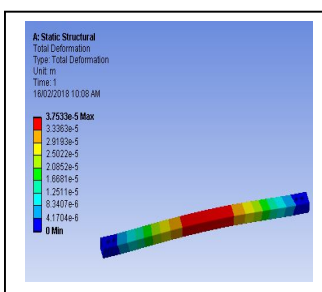 A: Static Structural
Total Deformation
Type: Total Deformation
Unit: m
Time: 1
16/02/2018 10:08 AM
3.7533e-5 Max
3.3363e-5
2.9193e-5
2.5022e-5
2.0852e-5
1.6681e-5
1.2511e-5
8.3407e-6
4.1704e-6
0 Min